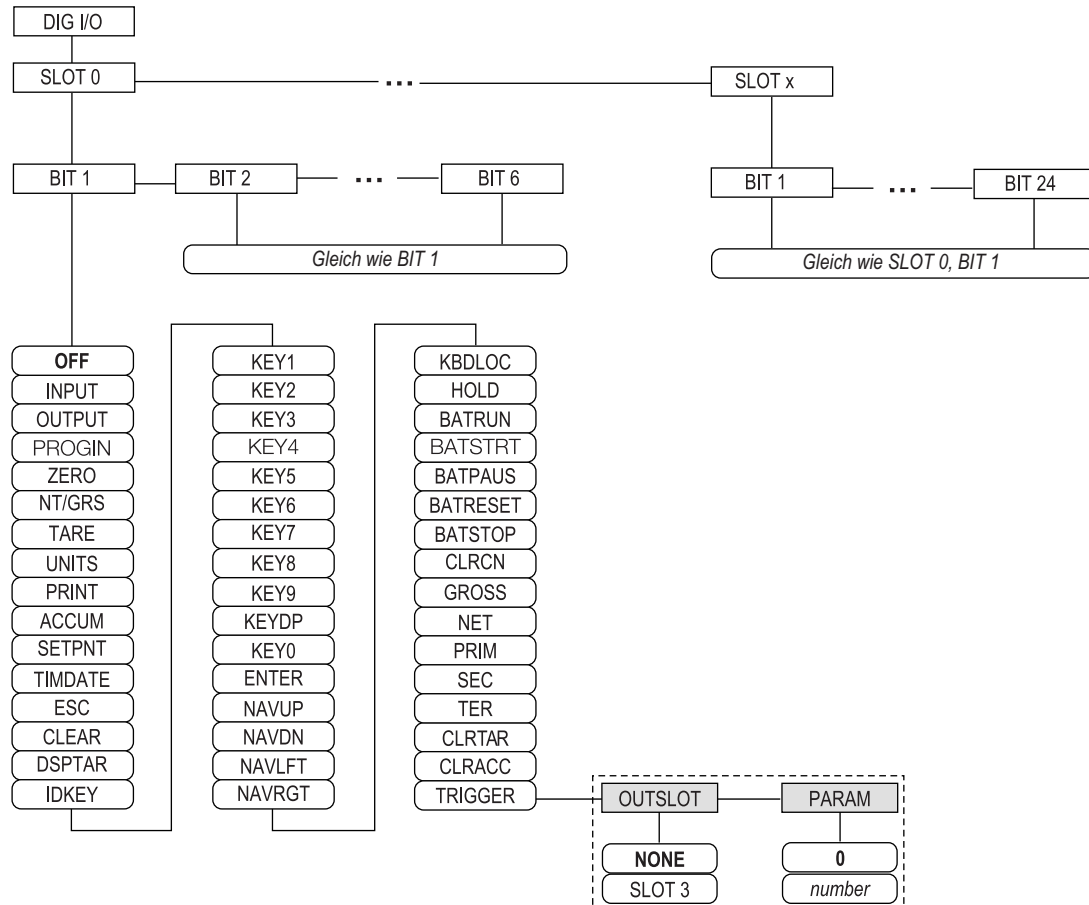 DIG I/O
SLOT 0
...
SLOT x
BIT 1
BIT 2
...
BIT 6
BIT 1
...
BIT 24
Gleich wie BIT 1
Gleich wie SLOT 0, BIT 1
OFF
INPUT
OUTPUT
PROGIN
ZERO
NT/GRS
TARE
UNITS
PRINT
ACCUM
SETPNT
TIMDATE
ESC
CLEAR
DSPTAR
IDKEY
KEY1
KEY2
KEY3
KEY4
KEY5
KEY6
KEY7
KEY8
KEY9
KEYDP
KEY0
ENTER
NAVUP
NAVDN
NAVLFT
NAVRGT
KBDLOC
HOLD
BATRUN
BATSTRT
BATPAUS
BATRESET
BATSTOP
CLRCN
GROSS
NET
PRIM
SEC
TER
CLRTAR
CLRACC
TRIGGER
OUTSLOT
PARAM
NONE
SLOT 3
0
number